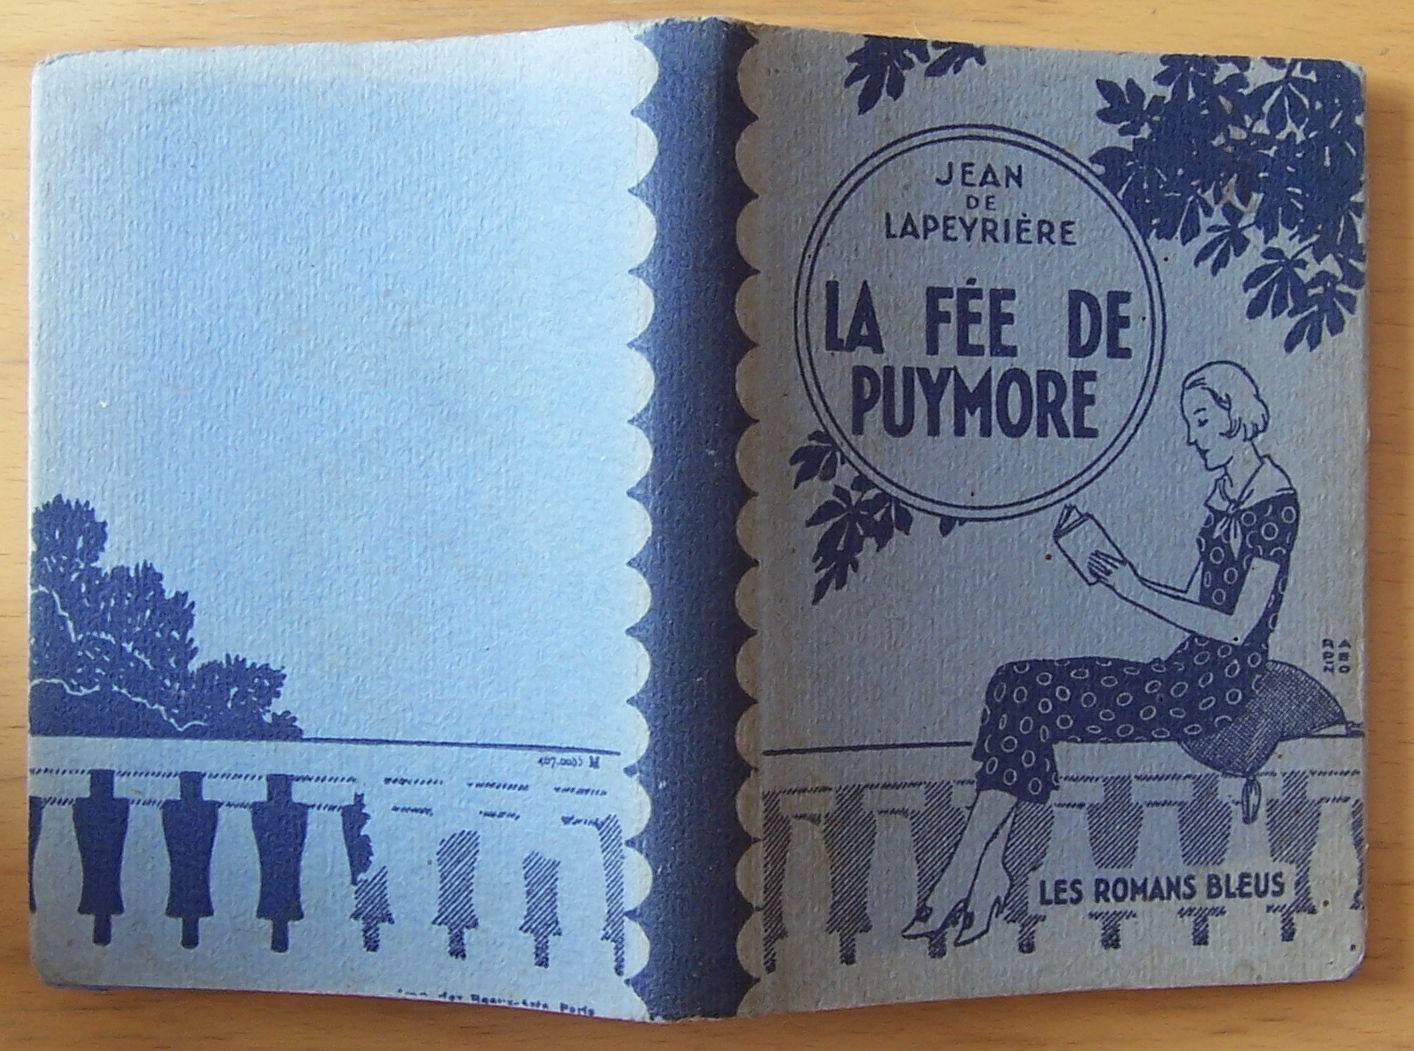 JEAN
DE
LAPEYRIÈRE
LA FÉE DE
PUYMORE
LES ROMANS BLEUS